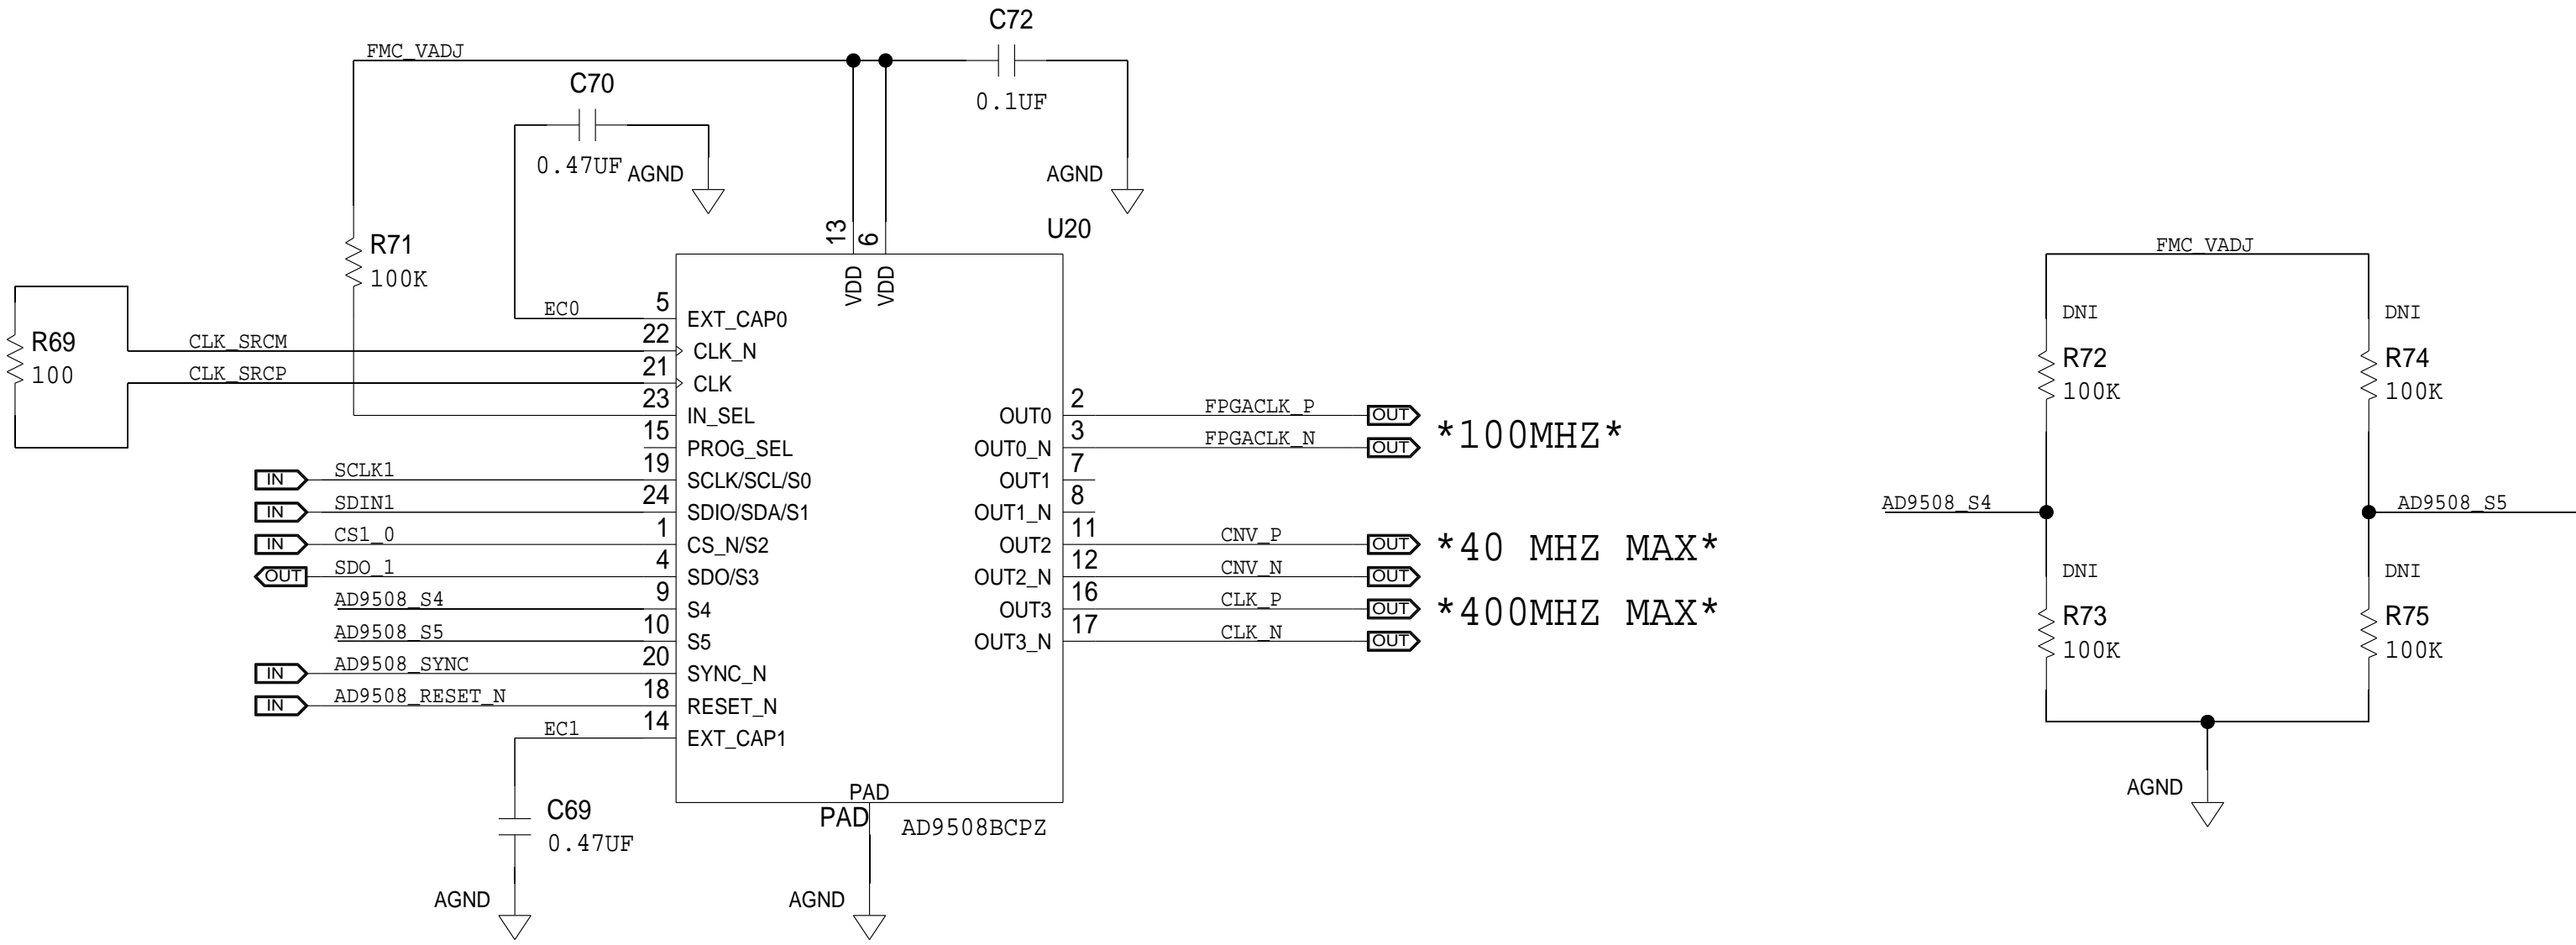 C72
FMC_VADJ
C70
0.1UF
0.47UF
AGND
AGND
U20
13
6
R71
100K
FMC_VADJ
VDD
VDD
EC0
5
EXT_CAP0
DNI
DNI
R69
100
CLK_SRCM
22
CLK_N
CLK_SRCP
21
CLK
R72
100K
R74
100K
23
IN_SEL
OUT0
2
FPGACLK_P
OUT
*100MHZ*
15
PROG_SEL
OUT0_N
3
FPGACLK_N
OUT
IN
SCLK1
19
SCLK/SCL/S0
OUT1
7
IN
SDIN1
24
SDIO/SDA/S1
OUT1_N
8
AD9508_S4
AD9508_S5
IN
CS1_0
1
CS_N/S2
OUT2
11
CNV_P
OUT
*40 MHZ MAX*
OUT
SDO_1
4
SDO/S3
OUT2_N
12
CNV_N
OUT
DNI
DNI
AD9508_S4
9
S4
OUT3
16
CLK_P
OUT
*400MHZ MAX*
AD9508_S5
10
S5
OUT3_N
17
CLK_N
OUT
R73
100K
R75
100K
IN
AD9508_SYNC
20
SYNC_N
IN
AD9508_RESET_N
18
RESET_N
EC1
14
EXT_CAP1
AGND
PAD
PAD
C69
0.47UF
AD9508BCPZ
AGND
AGND